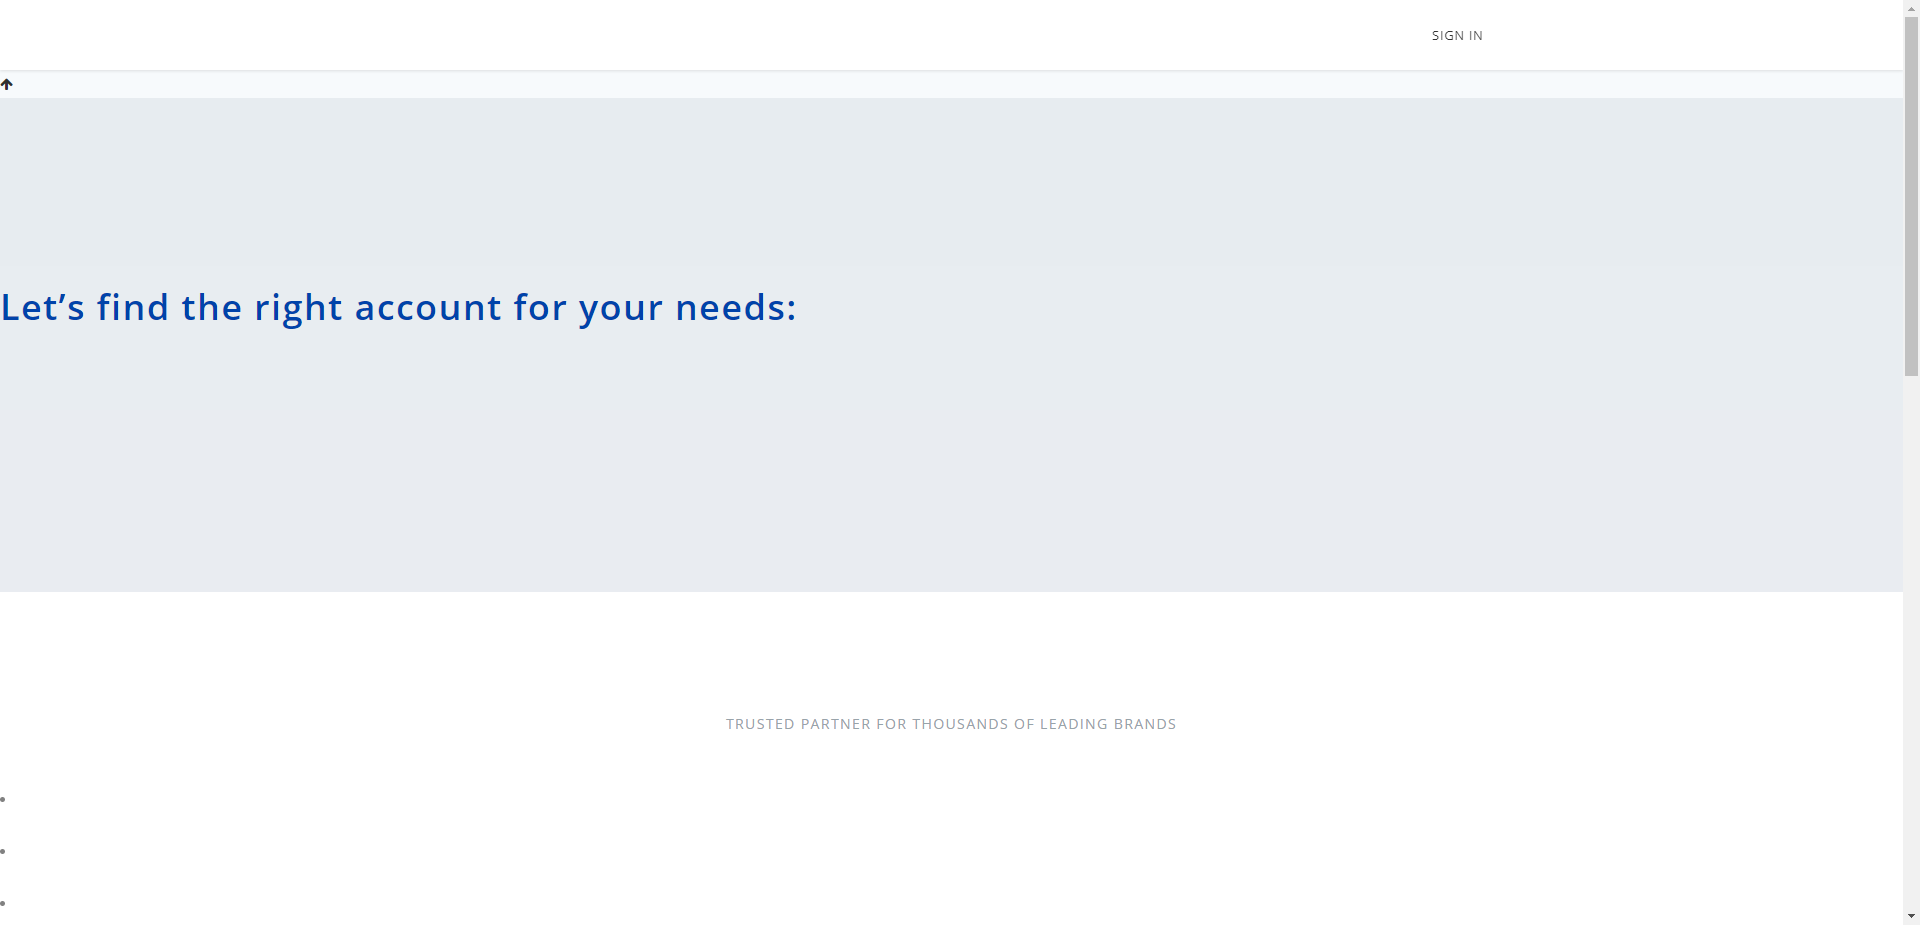 SIGN IN
Let’s find the right account for your needs:
TRUSTED PARTNER FOR THOUSANDS OF LEADING BRANDS